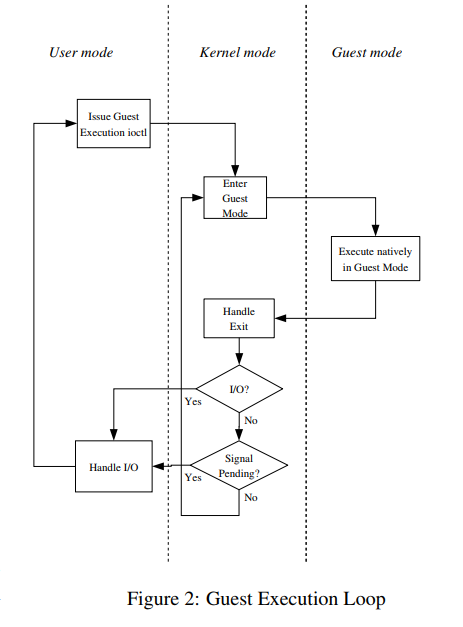 User mode
Kernel mode
Guest mode
Issue Guest
Execution ioctl
Enter
Guest
Mode
Execute natively
in Guest Mode
Handle
Exit
I/O?
Yes
No
Handle I/O
Signal
Pending?
Yes
No
Figure 2: Guest Execution Loop